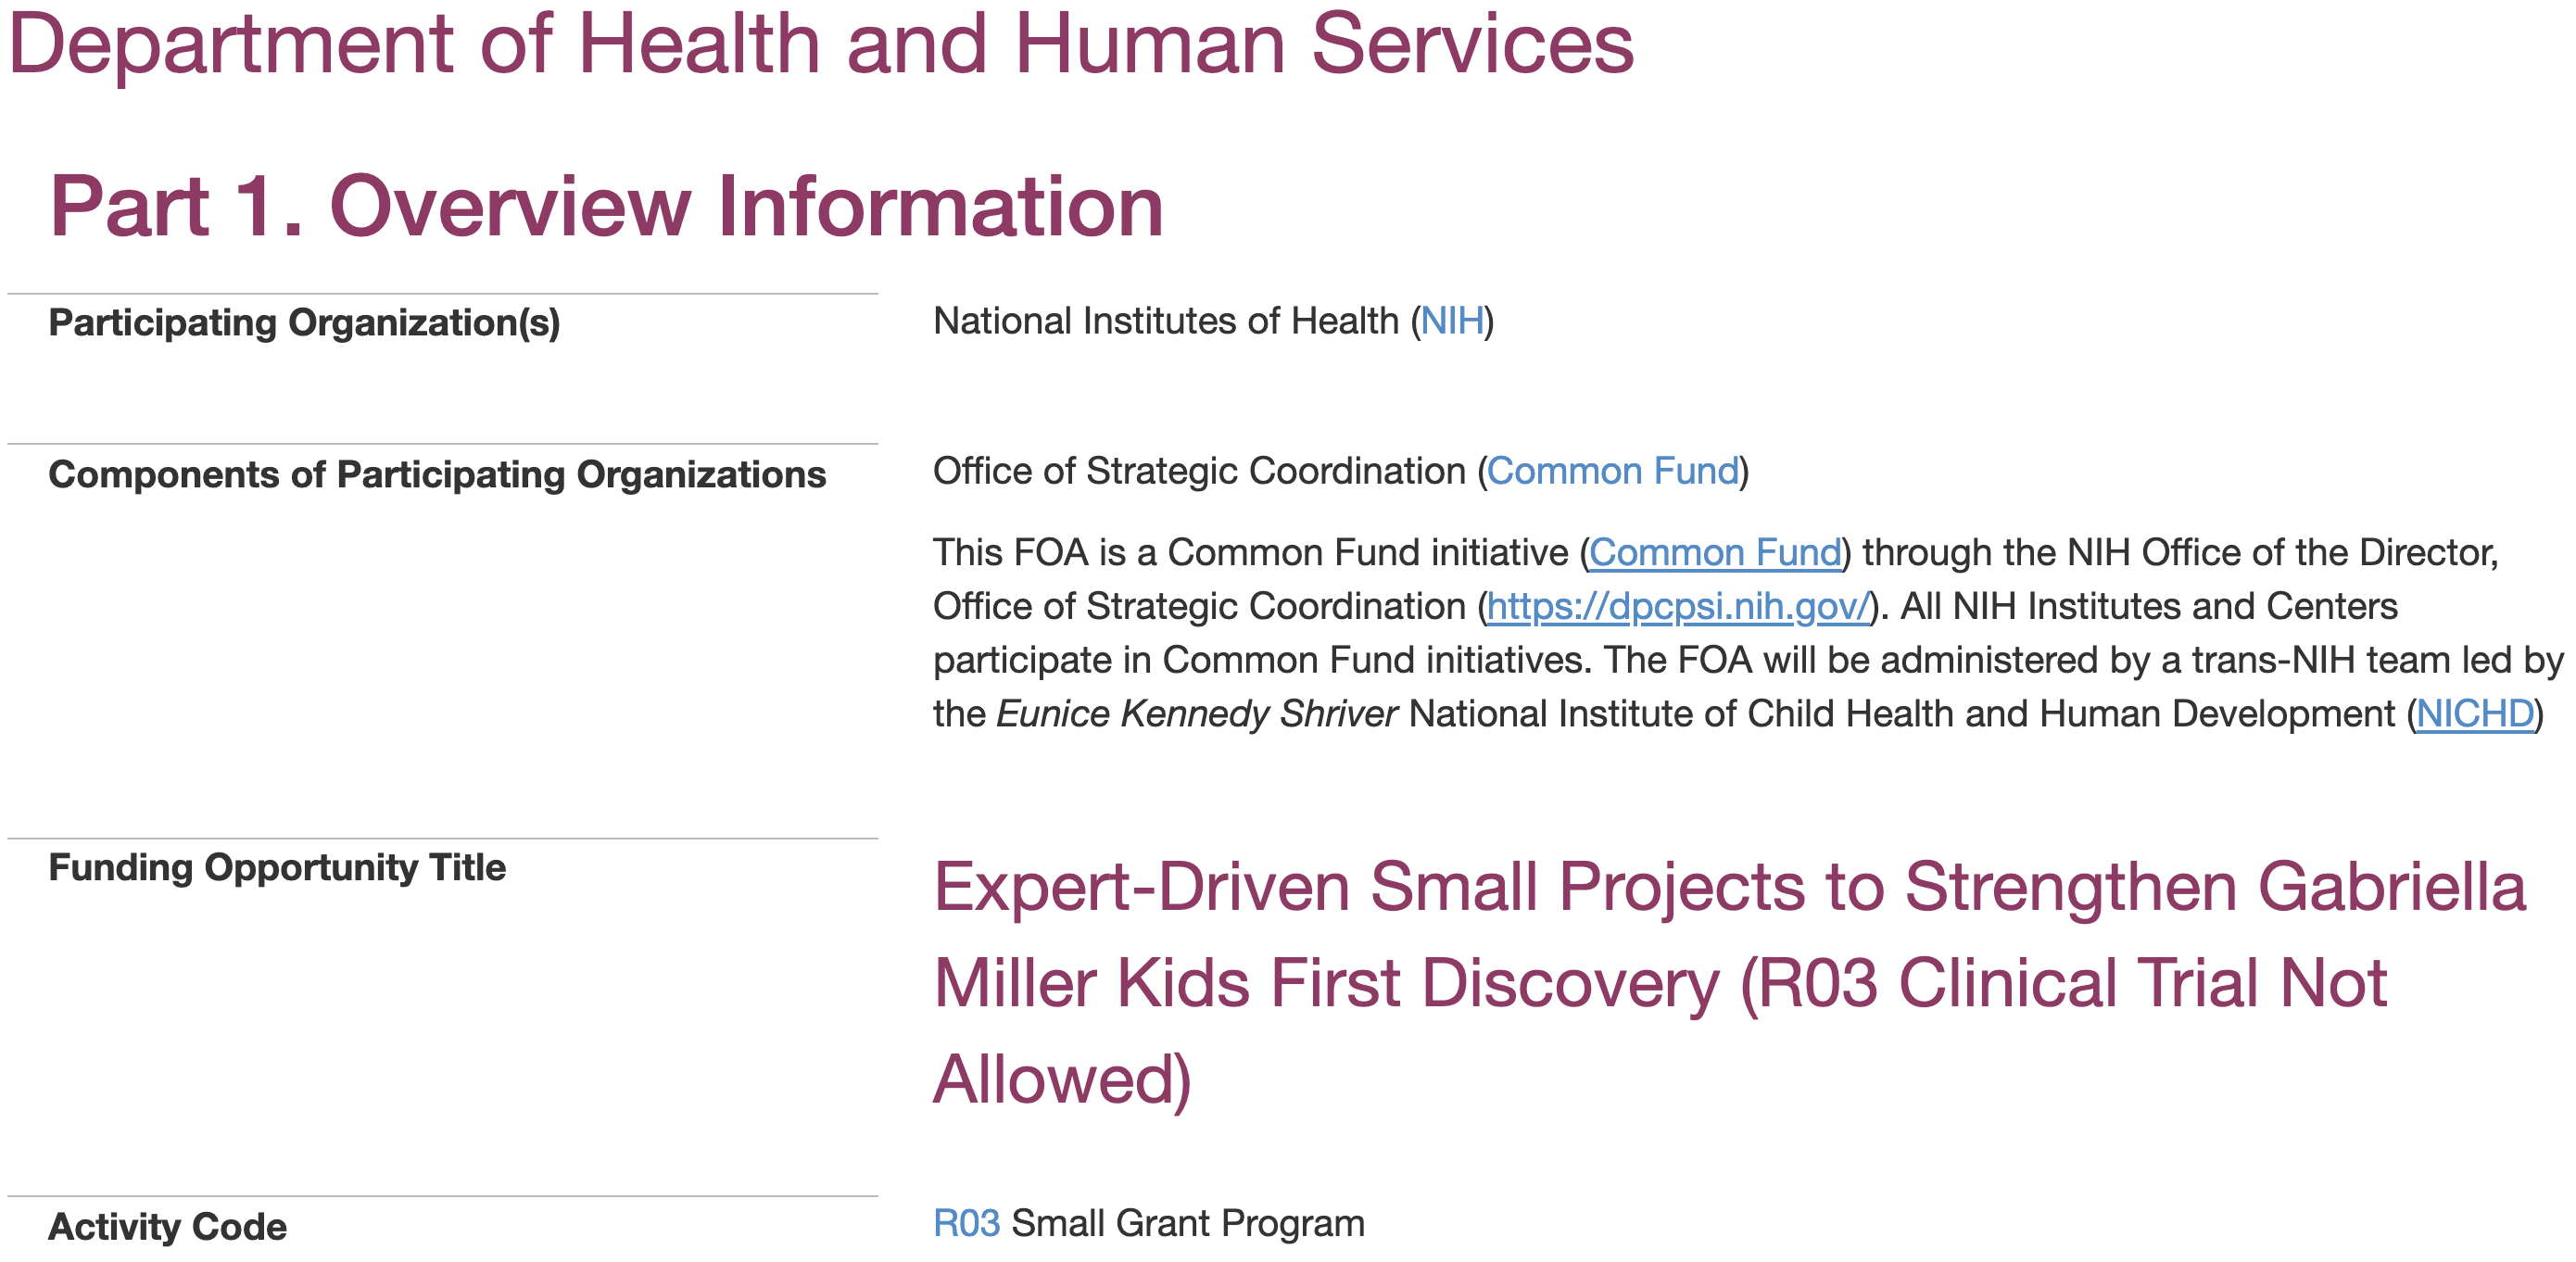 Department of Health and Human Services
Part 1. Overview Information
Participating Organization(s)
National Institutes of Health (NIH)
Components of Participating Organizations
Office of Strategic Coordination (Common Fund)
This FOA is a Common Fund initiative (Common Fund) through the NIH Office of the Director,
Office of Strategic Coordination (https://dpcpsi.nih.gov/). All NIH Institutes and Centers
participate in Common Fund initiatives. The FOA will be administered by a trans-NIH team led by
the Eunice Kennedy Shriver National Institute of Child Health and Human Development (NICHD)
Funding Opportunity Title
Expert-Driven Small Projects to Strengthen Gabriella
Miller Kids First Discovery (R03 Clinical Trial Not
Allowed)
Activity Code
R03 Small Grant Program